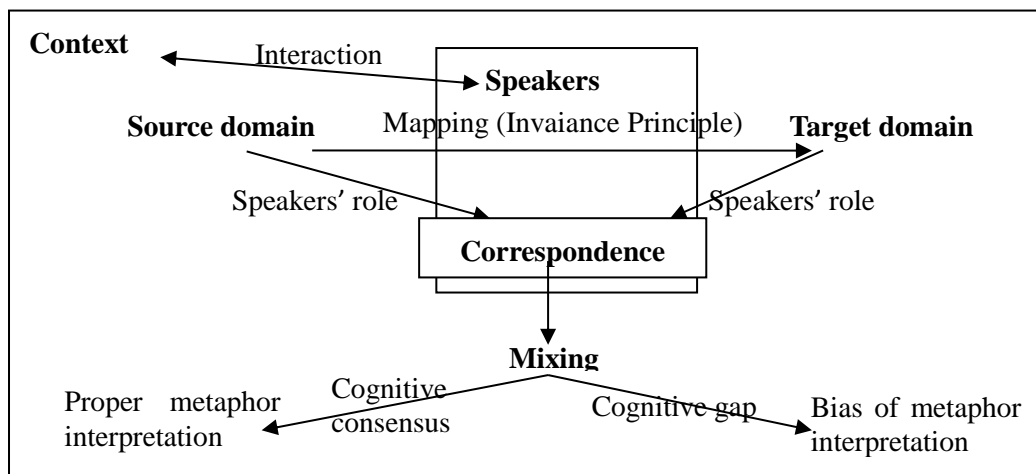 Context
Interaction
Speakers
Source domain
Mapping (Invaiance Principle)
Target domain
Speakers’ role
Speakers’ role
Correspondence
Mixing
Proper metaphor
interpretation
Cognitive
consensus
Cognitive gap
Bias of metaphor
interpretation